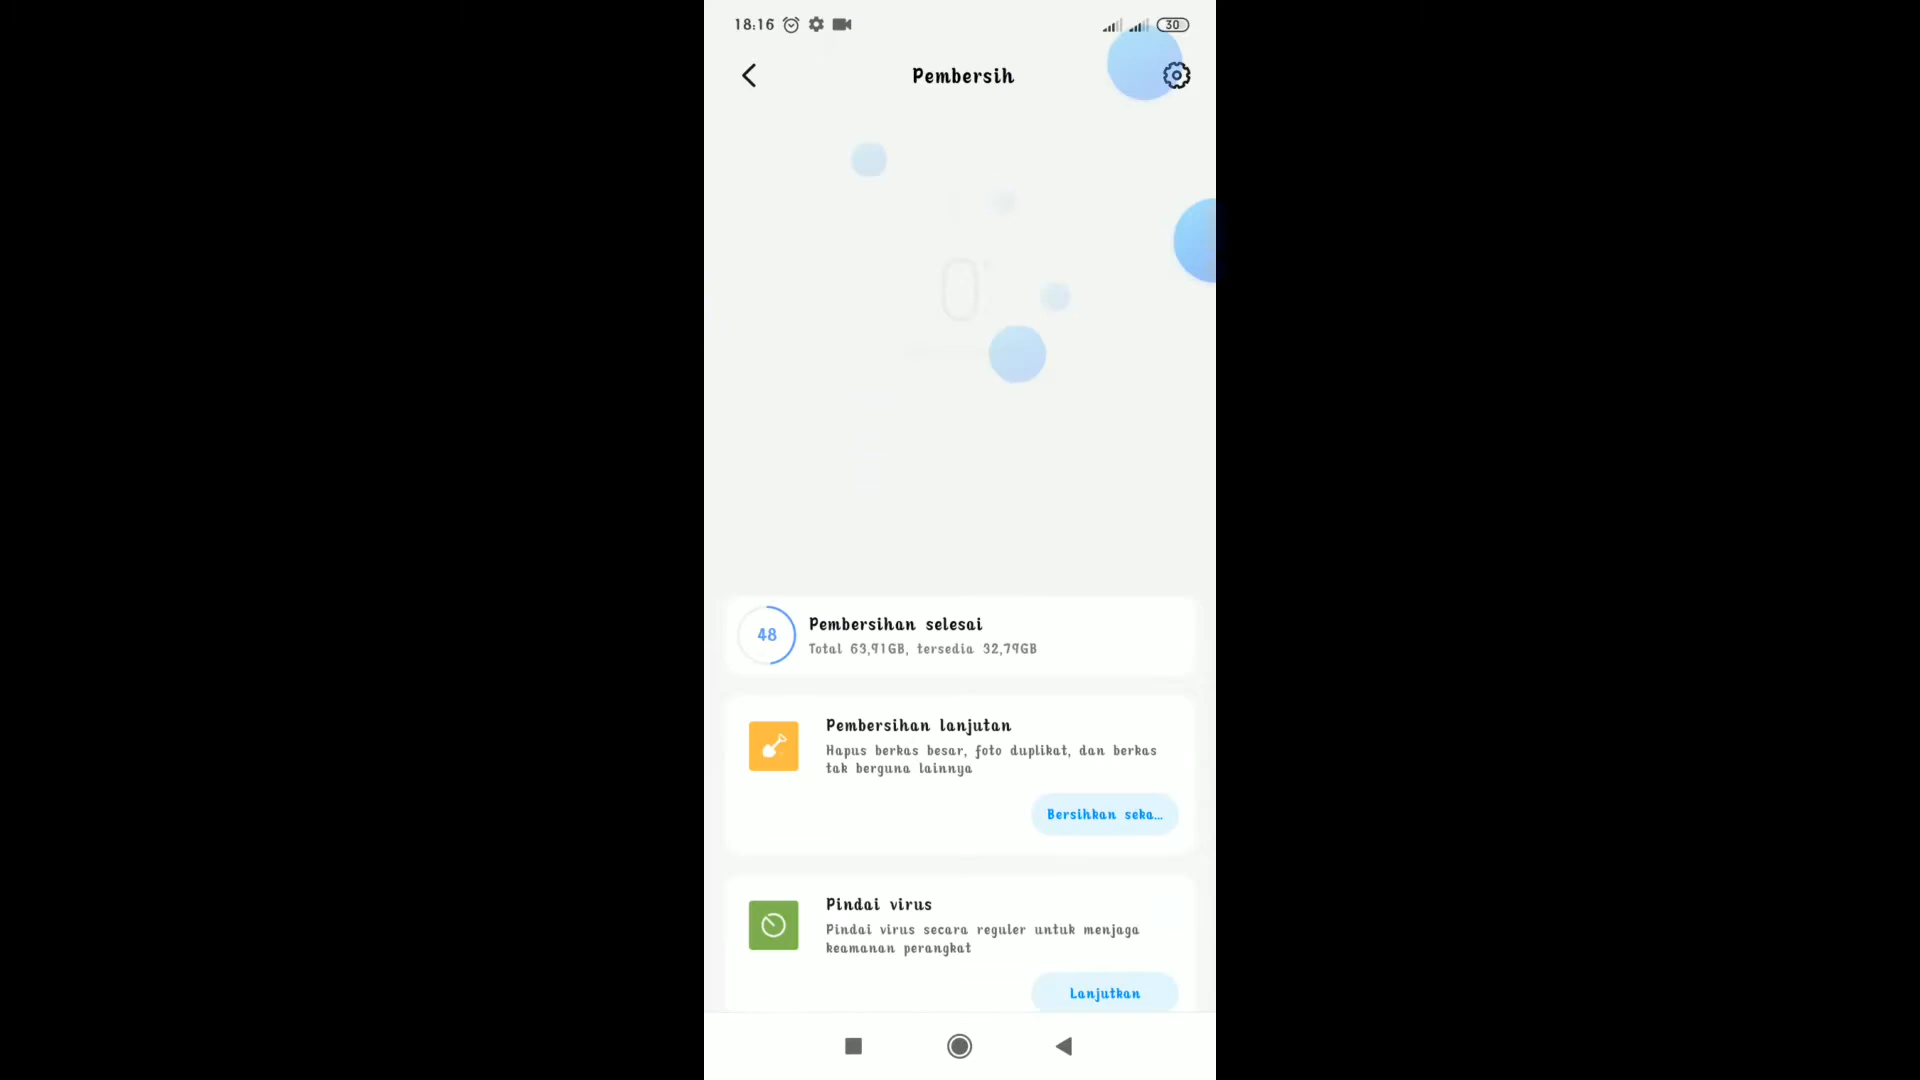 18:16
30
Pembersih
0
48
Pembersihan selesai
Total 63,91GB, tersedia 32,79GB
Pembersihan lanjutan
Hapus berkas besar, foto duplikat, dan berkas
tak berguna lainnya
Bersihkan seka...
Pindai virus
Pindai virus secara reguler untuk menjaga
keamanan perangkat
Lanjutkan